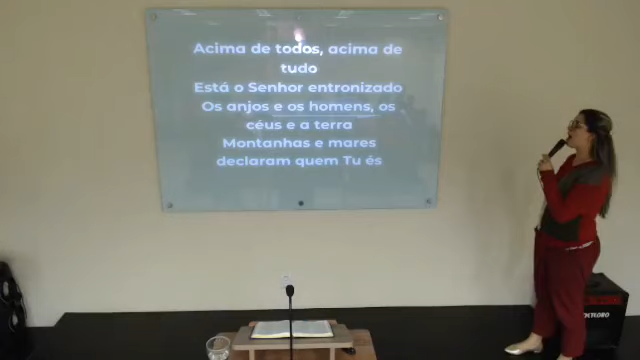 Acima de todos, acima de
tudo
Está o Senhor entronizado
Os anjos e os homens, os
céus e a terra
Montanhas e mares
declaram quem Tu és